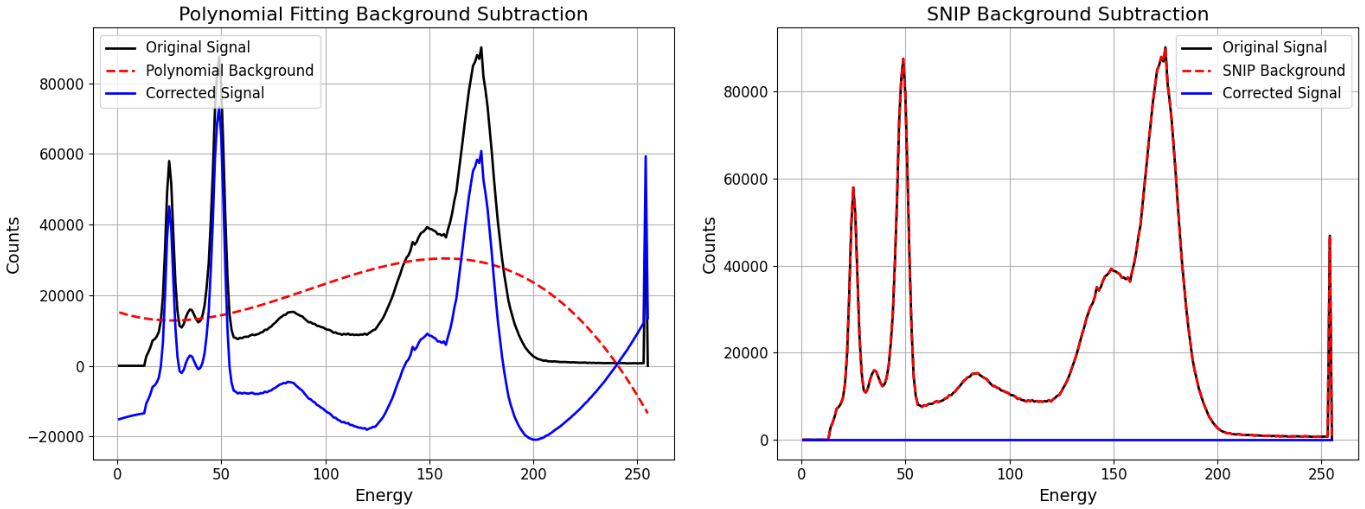 Polynomial Fitting Background Subtraction
Original Signal
Polynomial Background
Corrected Signal
Counts
80000
60000
40000
20000
0
−20000
0 50 100 150 200 250
Energy
SNIP Background Subtraction
Original Signal
SNIP Background
Corrected Signal
Counts
80000
60000
40000
20000
0
0 50 100 150 200 250
Energy